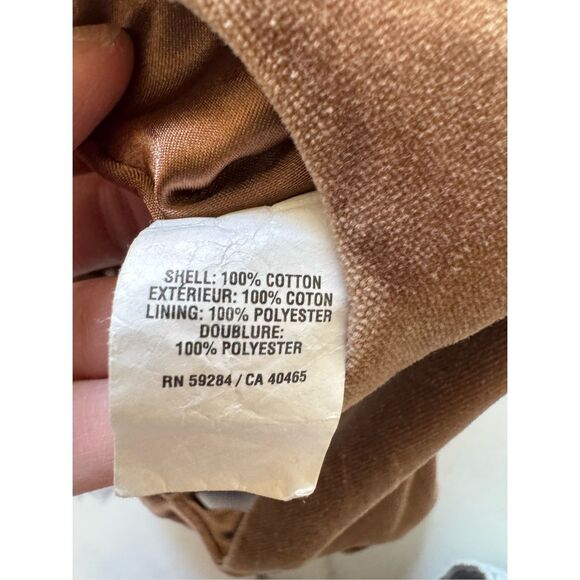 SHELL: 100% COTTON
EXTÉRIEUR: 100% COTON
LINING: 100% POLYESTER
DOUBLURE:
100% POLYESTER
RN 59284 / CA 40465